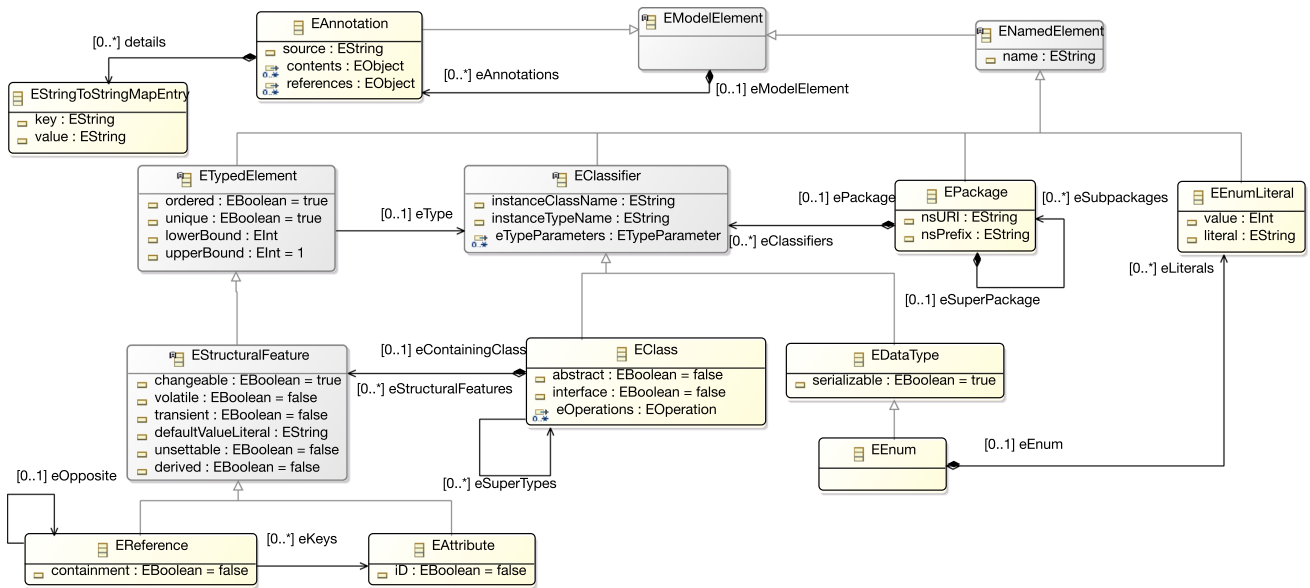 EAnnotation
source : EString
contents : EObject
references : EObject
EModelElement
ENamedElement
name : EString
[0..*] details
[0..*] eAnnotations
[0..1] eModelElement
EStringToStringMapEntry
key : EString
value : EString
ETypedElement
ordered : EBoolean = true
unique : EBoolean = true
lowerBound : EInt
upperBound : EInt = 1
[0..1] eType
EClassifier
instanceClassName : EString
instanceTypeName : EString
eTypeParameters : ETypeParameter
[0..1] ePackage
[0..*] eClassifiers
EPackage
nsURI : EString
nsPrefix : EString
[0..*] eSubpackages
[0..1] eSuperPackage
EEnumLiteral
value : EInt
literal : EString
[0..*] eLiterals
EStructuralFeature
changeable : EBoolean = true
volatile : EBoolean = false
transient : EBoolean = false
defaultValueLiteral : EString
unsettable : EBoolean = false
derived : EBoolean = false
[0..1] eContainingClass
[0..*] eStructuralFeatures
EClass
abstract : EBoolean = false
interface : EBoolean = false
eOperations : EOperation
[0..*] eSuperTypes
EDataType
serializable : EBoolean = true
EEnum
[0..1] eEnum
[0..1] eOpposite
EReference
containment : EBoolean = false
[0..*] eKeys
EAttribute
iD : EBoolean = false